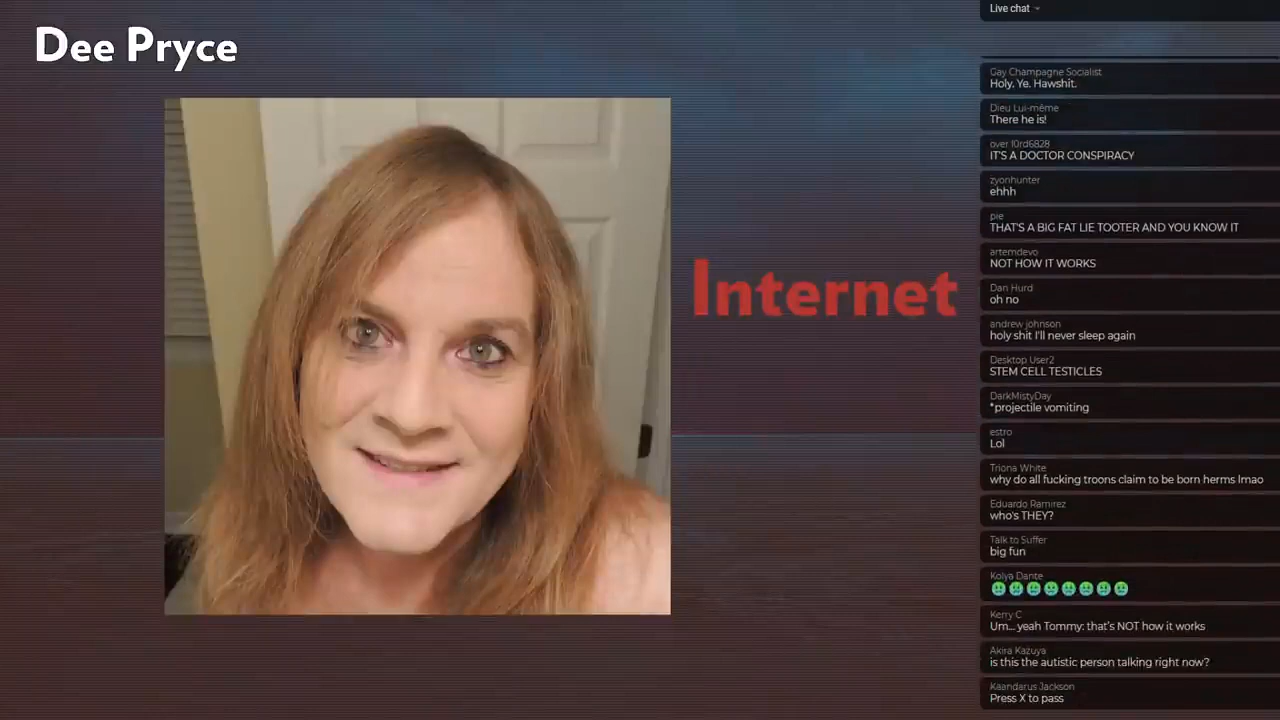 Dee Pryce
Internet
Live chat
Gay Champagne Socialist
Holy. Ye. Hawshit.
Dieu Lui-même
There he is!
over l0rd6828
IT'S A DOCTOR CONSPIRACY
zyonhunter
ehhh
pie
THAT'S A BIG FAT LIE TOOTER AND YOU KNOW IT
artemdevo
NOT HOW IT WORKS
Dan Hurd
oh no
andrew johnson
holy shit I'll never sleep again
Desktop User2
STEM CELL TESTICLES
DarkMistyDay
*projectile vomiting
estro
Lol
Triona White
why do all fucking troons claim to be born herms lmao
Eduardo Ramirez
who's THEY?
Talk to Suffer
big fun
Kolya Dante
Kerry C
Um... yeah Tommy: that's NOT how it works
Akira Kazuya
is this the autistic person talking right now?
Kaandarus Jackson
Press X to pass